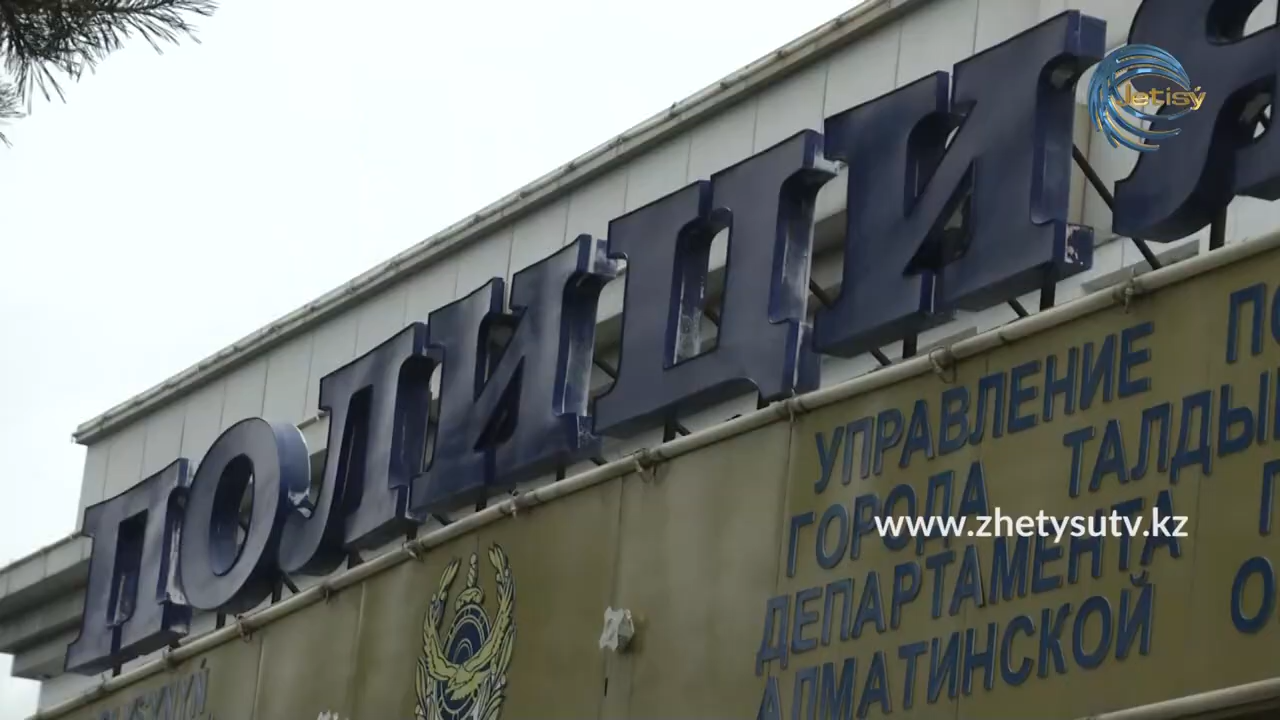 Jetisý
ПОЛИЦИЯ
УПРАВЛЕНИЕ
ГОРОДА ТАЛДЫ
ДЕПАРТАМЕНТА
АЛМАТИНСКОЙ
www.zhetysutv.kz